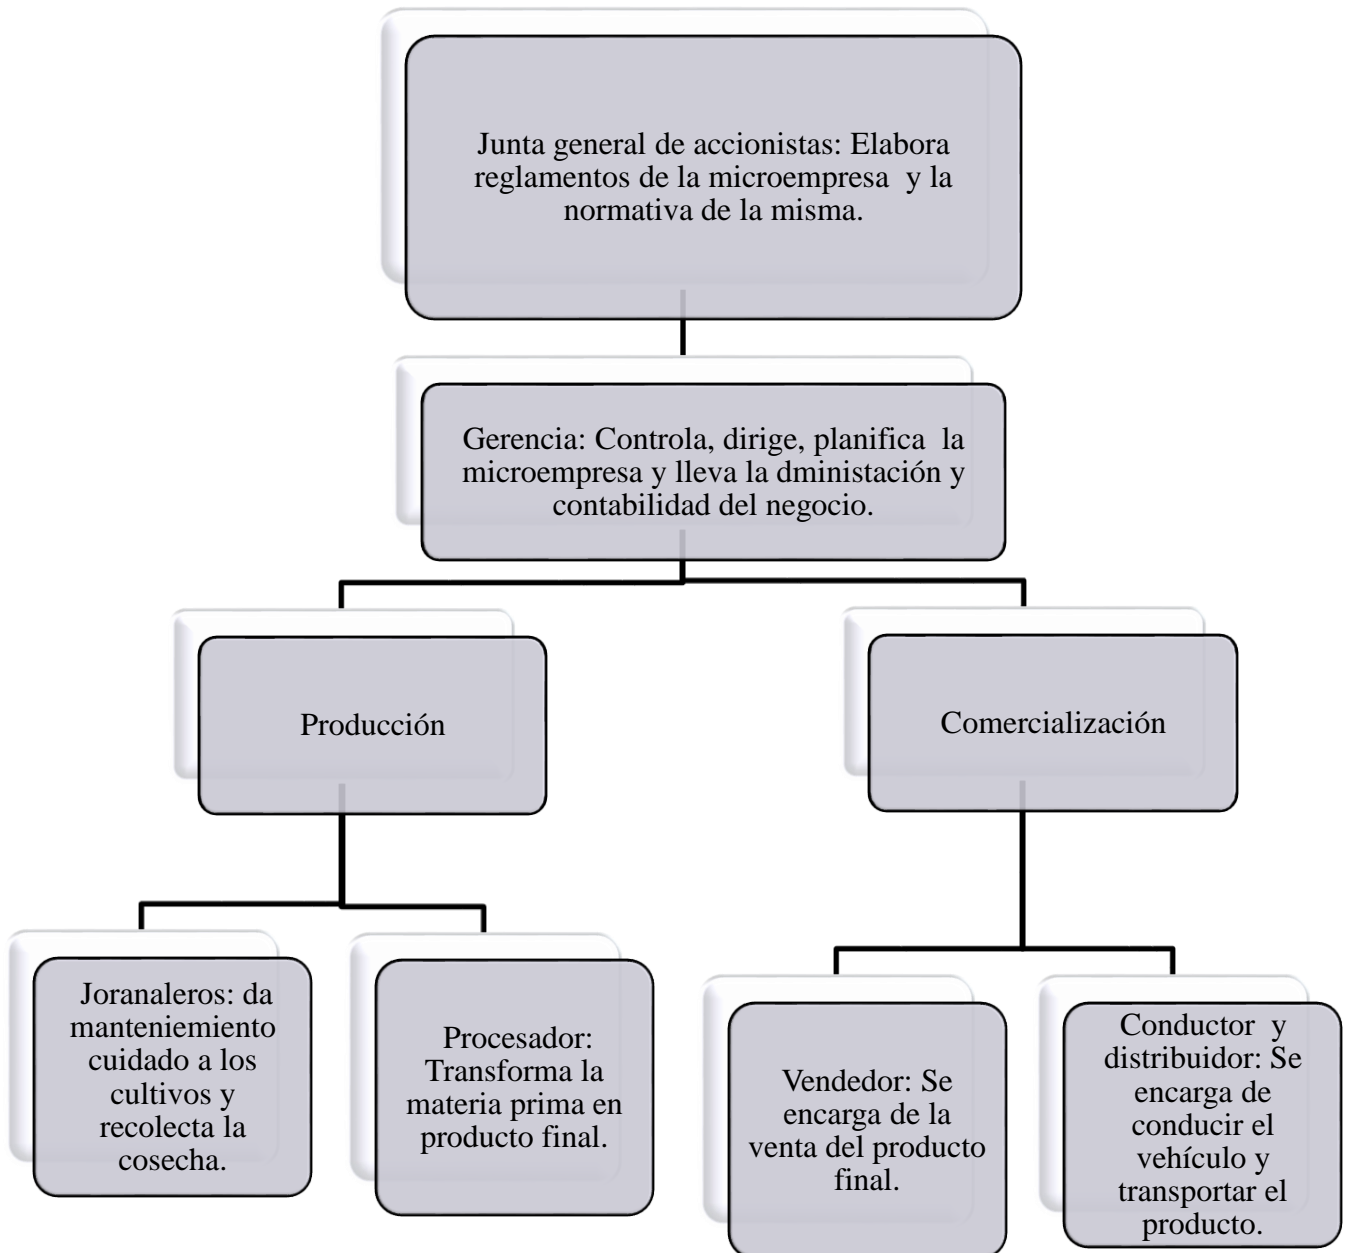 Junta general de accionistas: Elabora
reglamentos de la microempresa  y la
normativa de la misma.
Gerencia: Controla, dirige, planifica  la
microempresa y lleva la dministación y
contabilidad del negocio.
Producción
Comercialización
Joranaleros: da
manteniemiento
cuidado a los
cultivos y
recolecta la
cosecha.
Procesador:
Transforma la
materia prima en
producto final.
Vendedor: Se
encarga de la
venta del producto
final.
Conductor  y
distribuidor: Se
encarga de
conducir el
vehículo y
transportar el
producto.